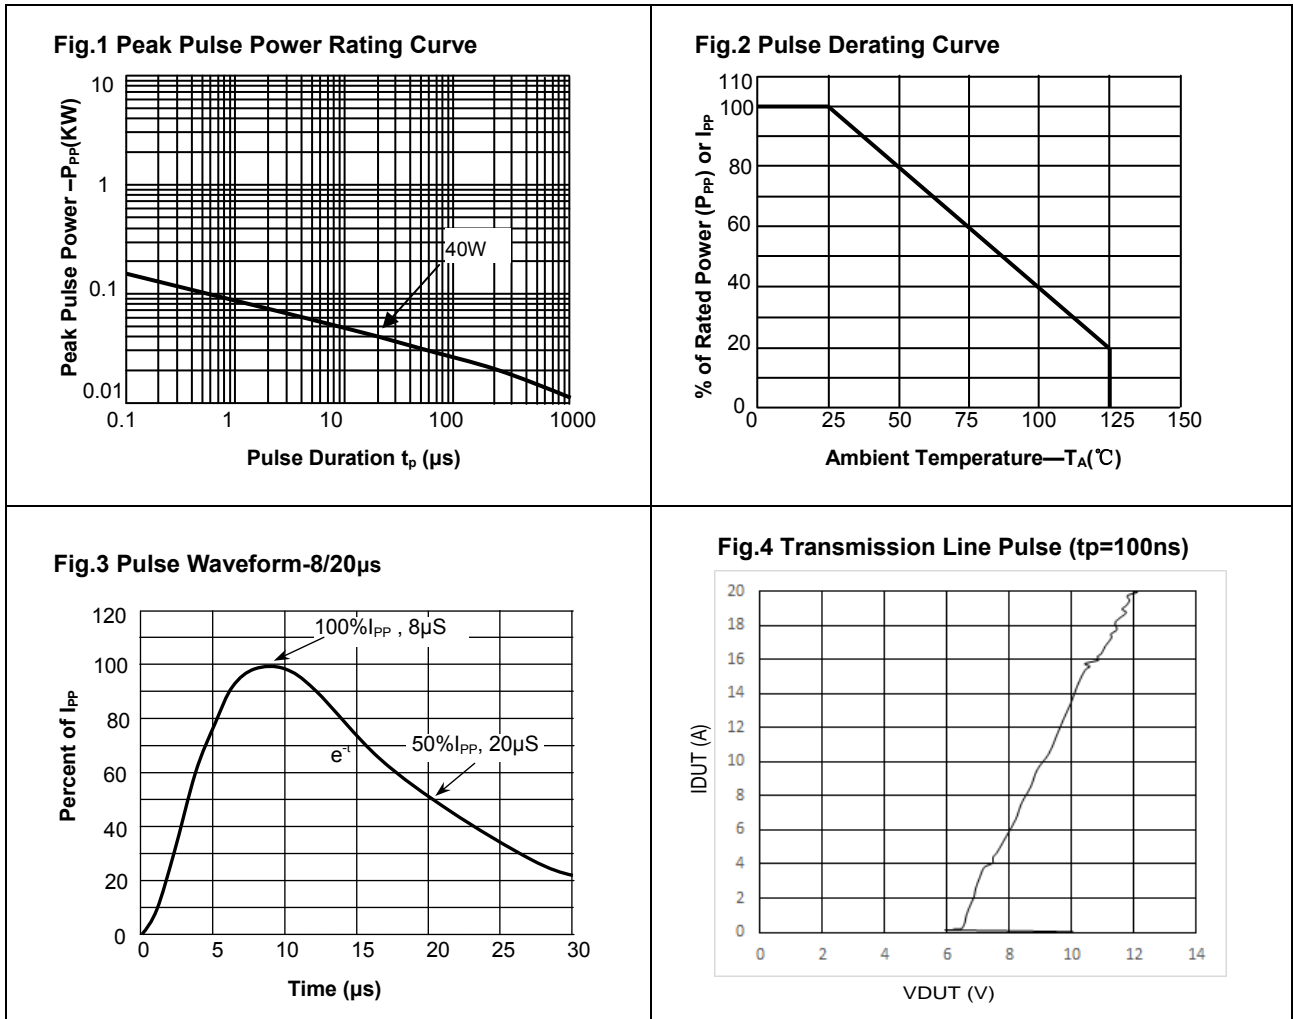 Fig.1 Peak Pulse Power Rating Curve
Peak Pulse Power –PPP(KW)
10
1
0.1
0.01
40W
0.1 1 10 100 1000
Pulse Duration tp (µs)
Fig.2 Pulse Derating Curve
% of Rated Power (PPP) or IPP
110
100
80
60
40
20
0
0 25 50 75 100 125 150
Ambient Temperature—TA(℃)
Fig.3 Pulse Waveform-8/20µs
Percent of IPP
120
100
80
60
40
20
0
100%IPP , 8µS
e-t
50%IPP, 20µS
0 5 10 15 20 25 30
Time (µs)
Fig.4 Transmission Line Pulse (tp=100ns)
IDUT (A)
20
18
16
14
12
10
8
6
4
2
0
0 2 4 6 8 10 12 14
VDUT (V)